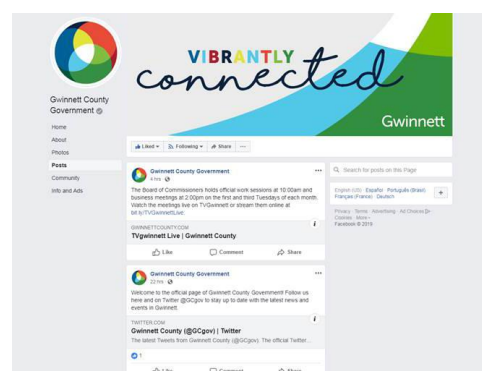 VIBRANTLY
connected
Gwinnett
Gwinnett County
Government
Home
About
Photos
Posts
Community
Info and Ads
Liked
Following
Share
Gwinnett County Government
4 hrs
The Board of Commissioners holds official work sessions at 10:00am and
business meetings at 2:00pm on the first and third Tuesdays of each month.
Watch the meetings live on TVGwinnett or stream them online at
bit.ly/TVGwinnettLive.
GWINNETTCOUNTY.COM
TVgwinnett Live | Gwinnett County
Like Comment Share
Gwinnett County Government
22 hrs
Welcome to the official page of Gwinnett County Government! Follow us
here and on Twitter @GCgov to stay up to date with the latest news and
events in Gwinnett.
TWITTER.COM
Gwinnett County (@GCgov) | Twitter
The latest Tweets from Gwinnett County (@GCgov). The official Twitter...
1
Like Comment Share
Search for posts on this Page
English (US) · Español · Português (Brasil) ·
Français (France) · Deutsch
Privacy · Terms · Advertising · Ad Choices ·
Cookies · More
Facebook © 2019